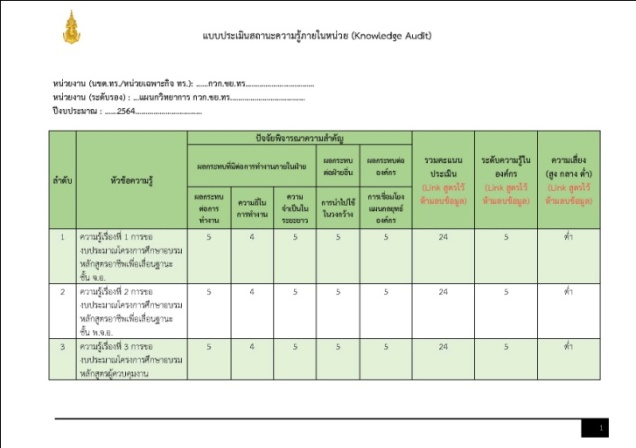 แบบประเมินสถานะความรู้ภายในหน่วย (Knowledge Audit)
หน่วยงาน (นขต.ทร./หน่วยเฉพาะกิจ ทร.): ......กวก.ขย.ทร..................................
หน่วยงาน (ระดับรอง) : ...แผนกวิทยาการ กวก.ขย.ทร....................................
ปีงบประมาณ : ......2564................................
ลำดับ
หัวข้อความรู้
ปัจจัยพิจารณาความสำคัญ
ผลกระทบที่มีต่อการทำงานภายในฝ่าย
ผลกระทบ
ต่อฝ่ายอื่น
ผลกระทบต่อ
องค์กร
ผลกระทบ
ต่อการ
ทำงาน
ความถี่ใน
การทำงาน
ความ
จำเป็นใน
ระยะยาว
การนำไปใช้
ในวงกว้าง
การเชื่อมโยง
แผนกลยุทธ์
องค์กร
รวมคะแนน
ประเมิน
(Link สูตรไว้
ห้ามลบข้อมูล)
ระดับความรู้ใน
องค์กร
(Link สูตรไว้
ห้ามลบข้อมูล)
ความเสี่ยง
(สูง กลาง ต่ำ)
(Link สูตรไว้
ห้ามลบข้อมูล)
1 ความรู้เรื่องที่ 1 การขอ 5 4 5 5 5 24 5 ต่ำ
งบประมาณโครงการศึกษาอบรม
หลักสูตรอาชีพเพื่อเลื่อนฐานะ
ชั้น จ.อ.
2 ความรู้เรื่องที่ 2 การขอ 5 4 5 5 5 24 5 ต่ำ
งบประมาณโครงการศึกษาอบรม
หลักสูตรอาชีพเพื่อเลื่อนฐานะ
ชั้น พ.จ.อ.
3 ความรู้เรื่องที่ 3 การขอ 5 4 5 5 5 24 5 ต่ำ
งบประมาณโครงการศึกษาอบรม
หลักสูตรผู้ควบคุมงาน
1